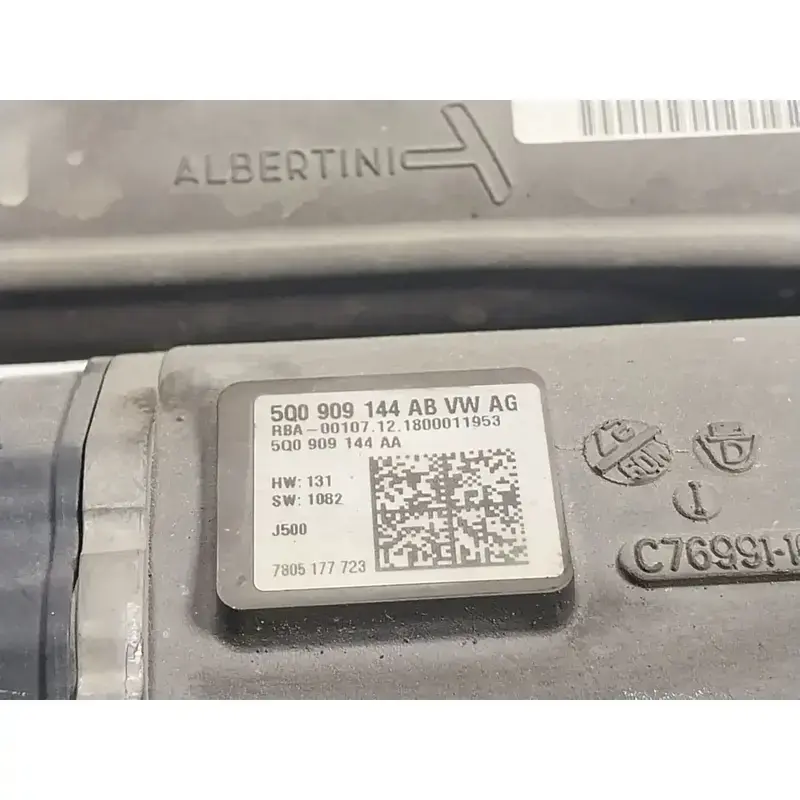 ALBERTINI
5Q0 909 144 AB VW AG
RBA-00107.12.1800011953
5Q0 909 144 AA
HW: 131
SW: 1082
J500
7805 177 723
D
I